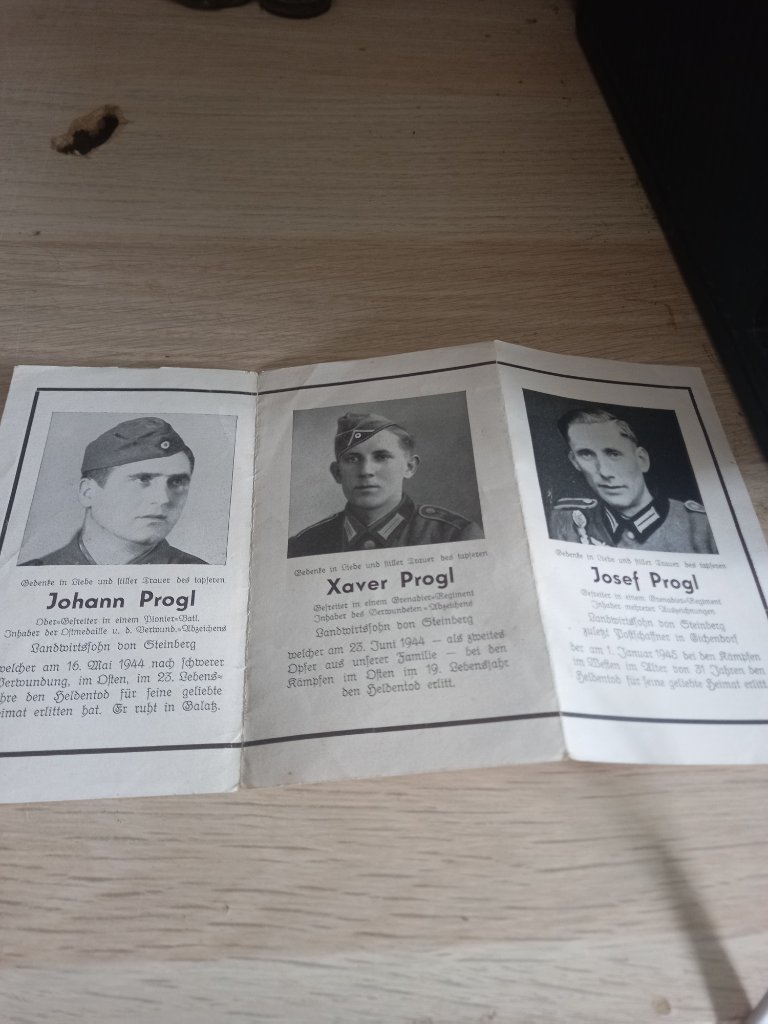 Gedenke in Liebe und stiller Trauer des tapferen
Johann Progl
Ober=Gefreiter in einem Pionier=Batl.
Inhaber der Ostmedaille u. d. Verwund.=Abzeichens
Landwirtsohn von Steinberg
welcher am 16. Mai 1944 nach schwerer
Verwundung, im Osten, im 23. Lebens=
hre den Heldentod für seine geliebte
eimat erlitten hat. Er ruht in Galatz.
Gedenke in Liebe und stiller Trauer des tapferen
Xaver Progl
Gefreiter in einem Grenadier=Regiment
Inhaber des Verwundeten=Abzeichens
Landwirtsohn von Steinberg
welcher am 23. Juni 1944 — als zweites
Opfer aus unserer Familie — bei den
Kämpfen im Osten im 19. Lebensjahr
den Heldentod erlitt.
Gedenke in Liebe und stiller Trauer des tapferen
Josef Progl
Gefreiter in einem Grenadier=Regiment
Inhaber mehrerer Auszeichnungen
Landwirtsohn von Steinberg
zuletzt Postschaffner in Eichendorf
der am 1. Januar 1945 bei den Kämpfen
im Westen im Alter von 31 Jahren den
Heldentod für seine geliebte Heimat erlitt.